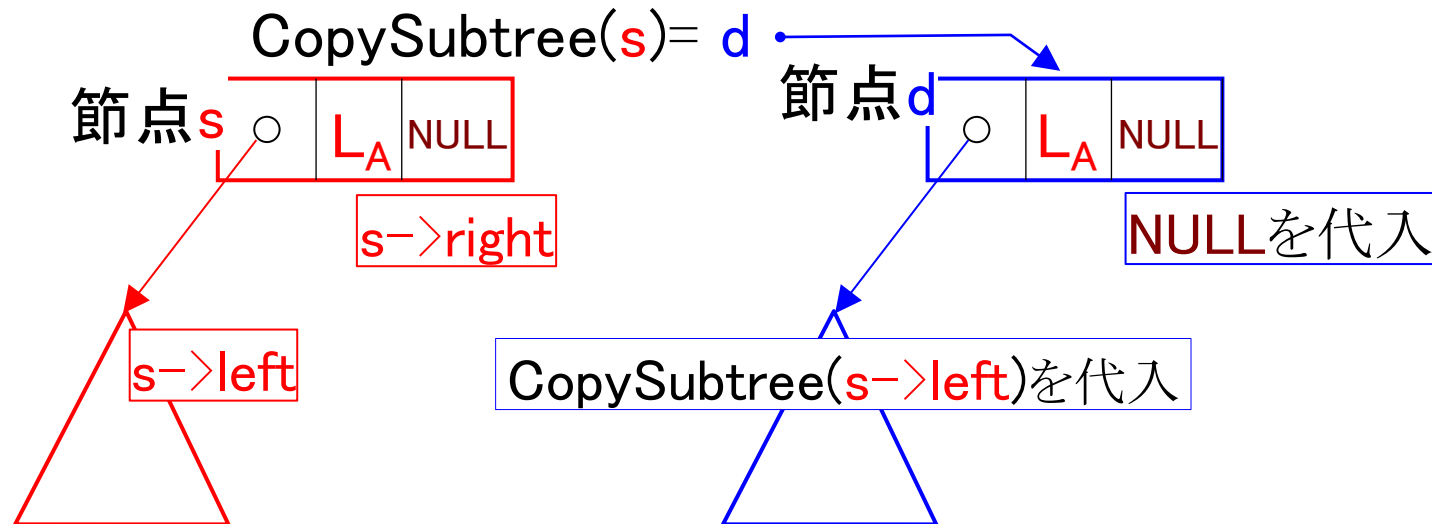 CopySubtree(s)= d
節点s
LA
NULL
s->right
s->left
節点d
LA
NULL
NULLを代入
CopySubtree(s->left)を代入